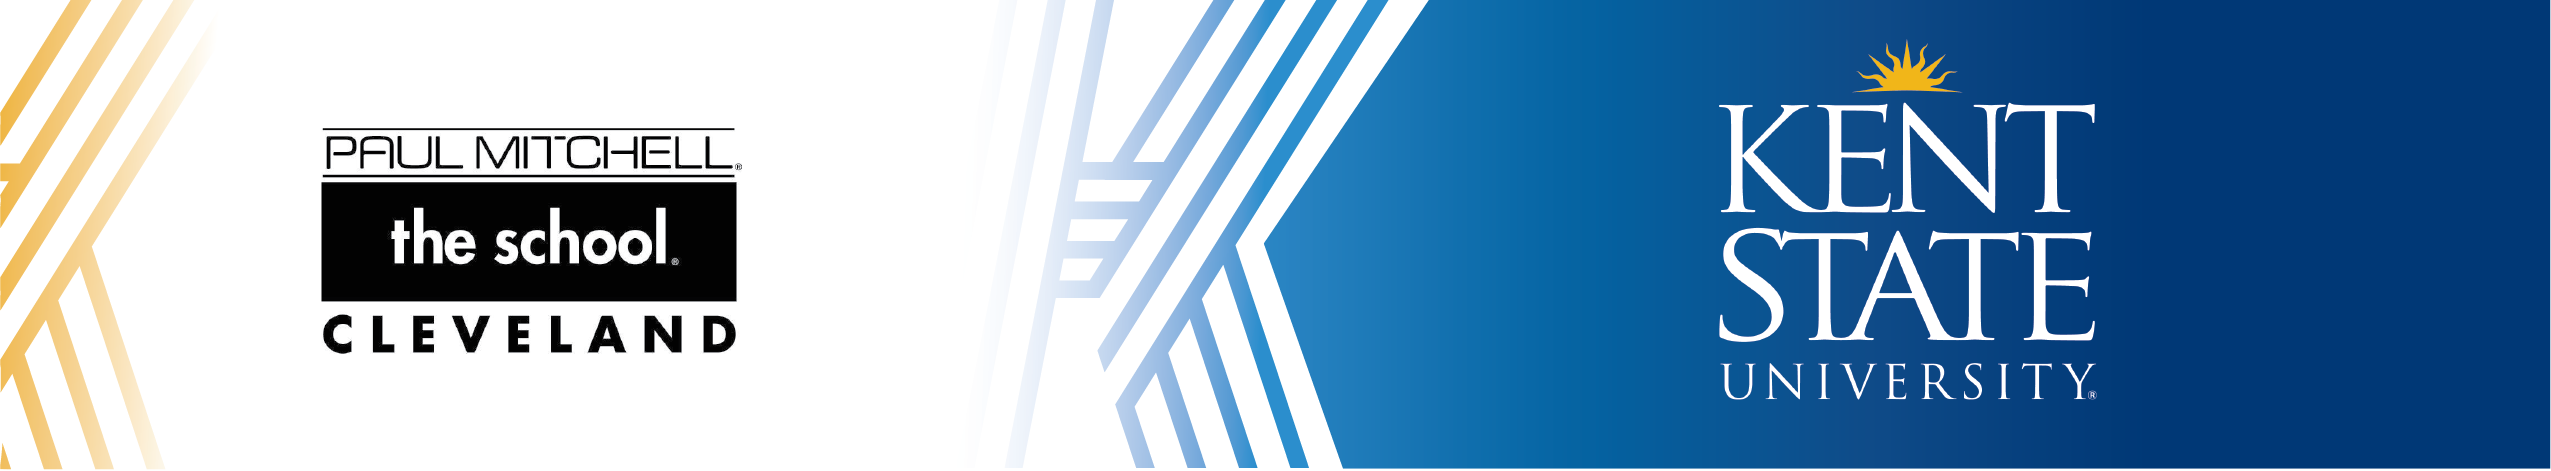 PAUL MITCHELL®
the school®
CLEVELAND
KENT
STATE
UNIVERSITY®